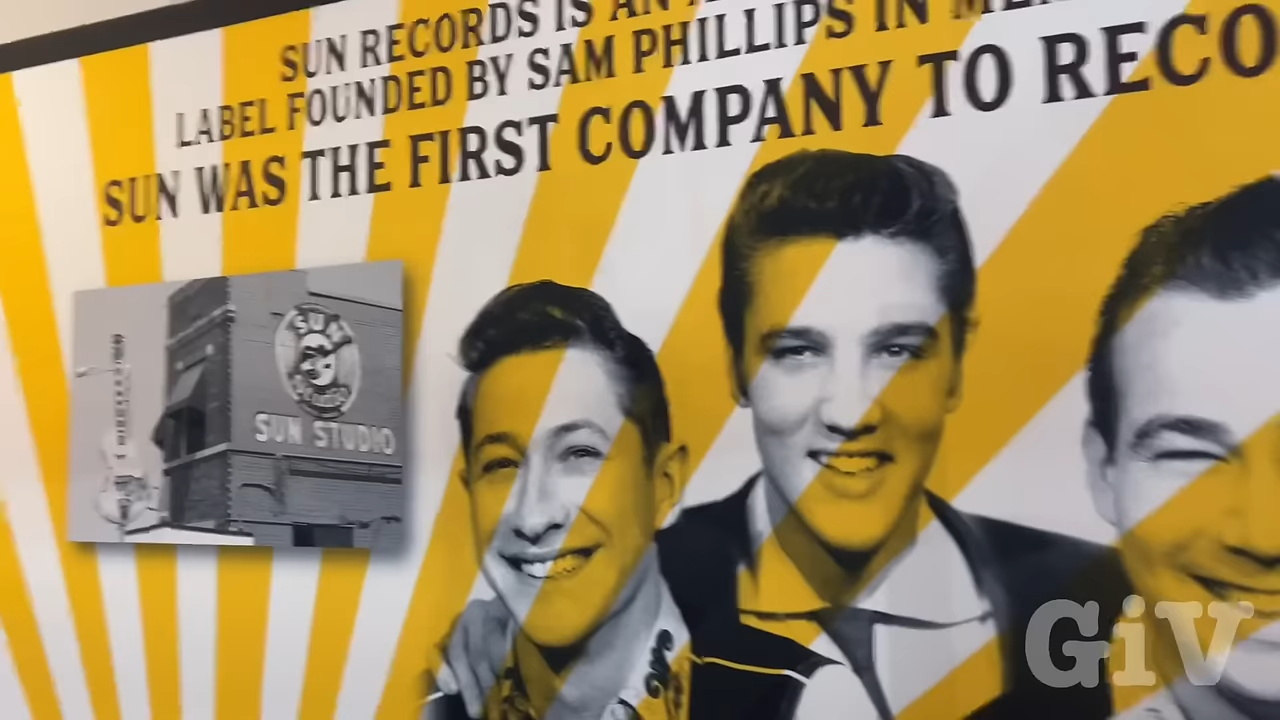 SUN RECORDS IS AN
LABEL FOUNDED BY SAM PHILLIPS IN
SUN WAS THE FIRST COMPANY TO RECO
SUN
SUN STUDIO
GiV